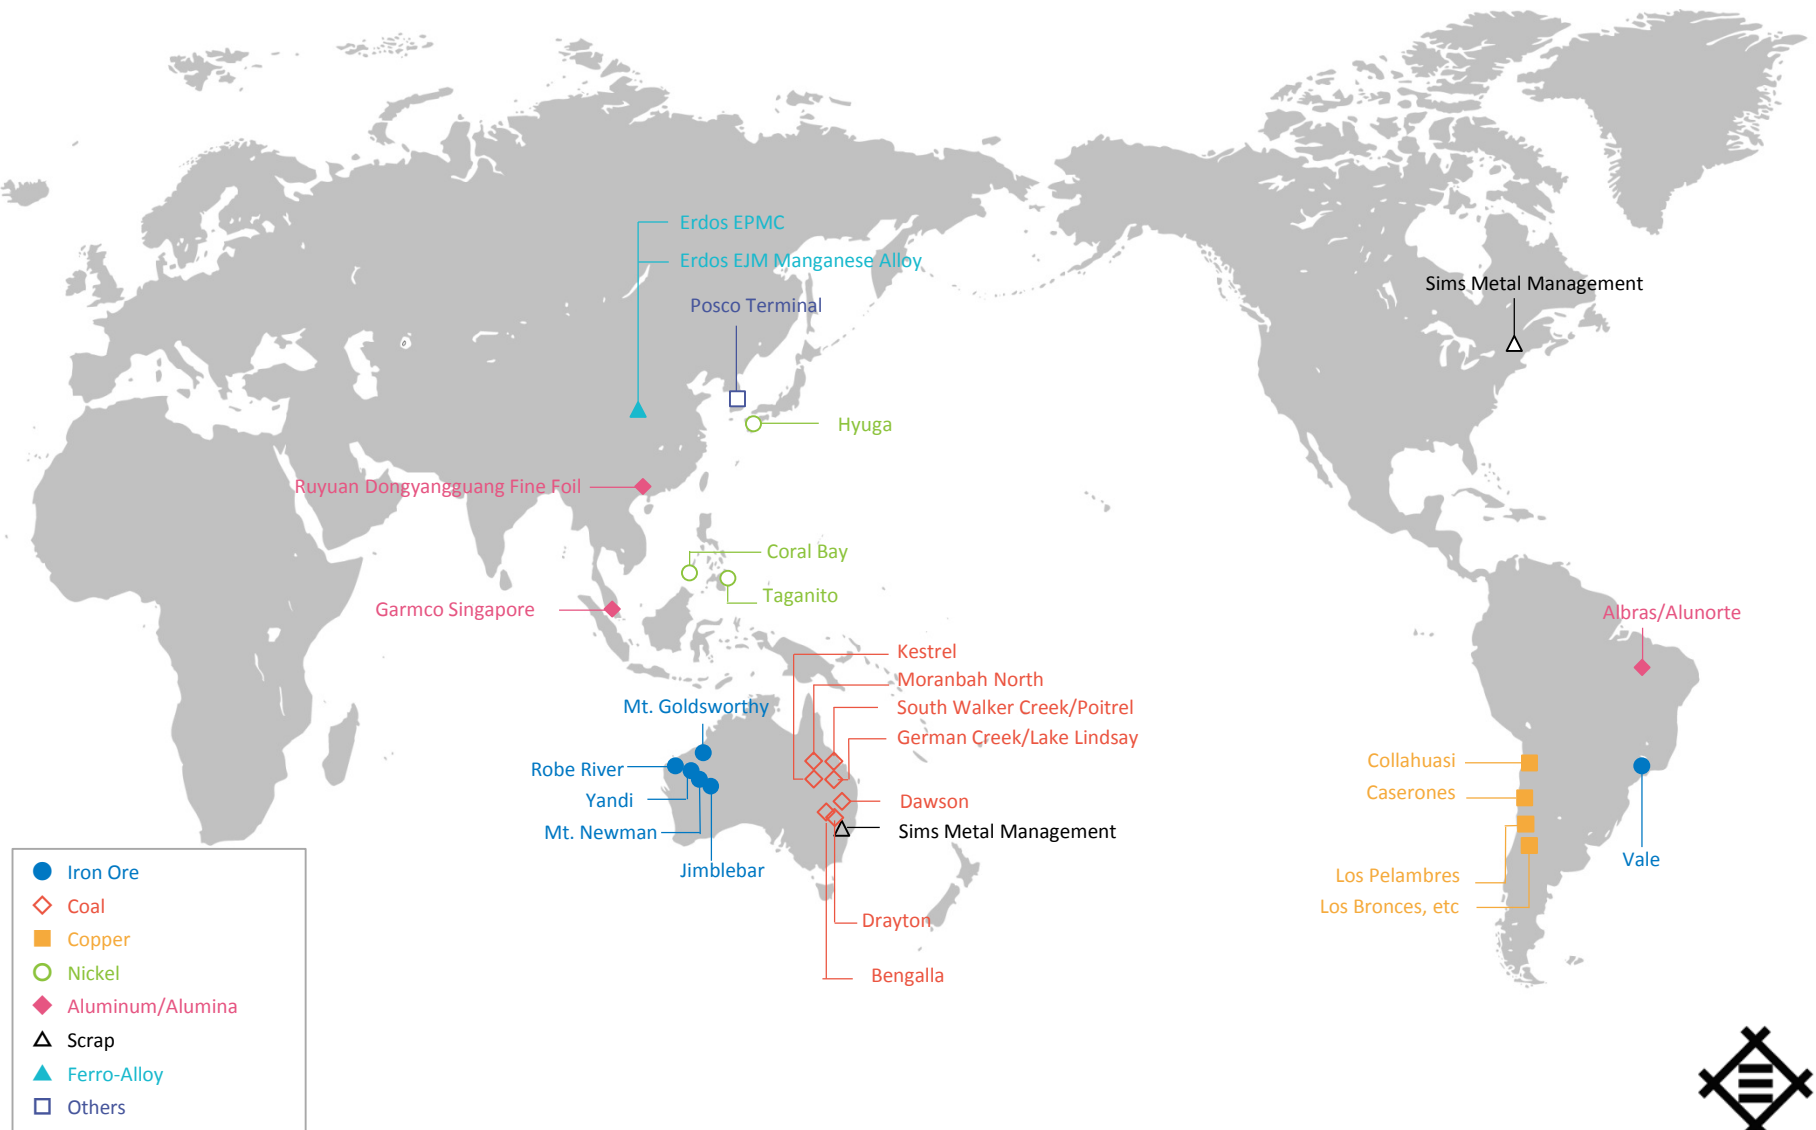 Erdos EPMC
Erdos EJM Manganese Alloy
Sims Metal Management
Posco Terminal
Hyuga
Ruyuan Dongyangguang Fine Foil
Coral Bay
Taganito
Garmco Singapore
Albras/Alunorte
Kestrel
Moranbah North
South Walker Creek/Poitrel
German Creek/Lake Lindsay
Mt. Goldsworthy
Robe River
Yandi
Mt. Newman
Jimblebar
Dawson
Sims Metal Management
Drayton
Bengalla
Collahuasi
Caserones
Los Pelambres
Los Bronces, etc
Vale
Iron Ore
Coal
Copper
Nickel
Aluminum/Alumina
Scrap
Ferro-Alloy
Others